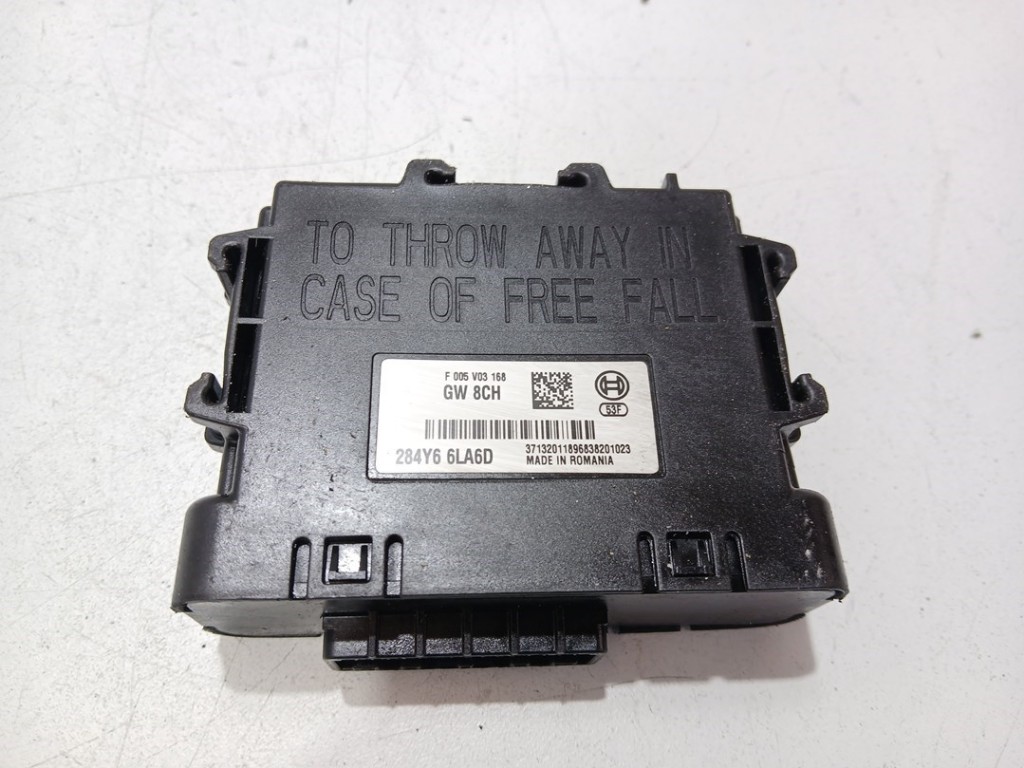 TO THROW AWAY IN
CASE OF FREE FALL
F 005 V03 168
GW 8CH
53F
284Y6 6LA6D
37132011896838201023
MADE IN ROMANIA